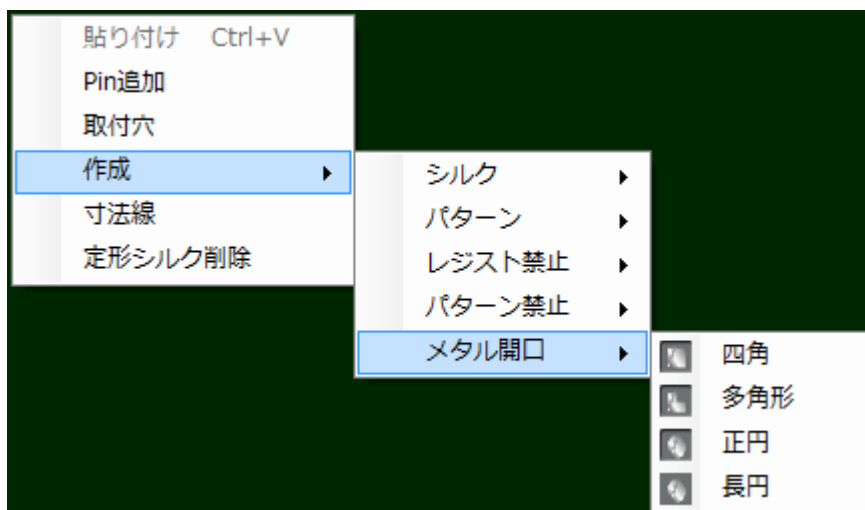 貼り付け Ctrl+V
Pin追加
取付穴
作成
寸法線
定形シルク削除
シルク
パターン
レジスト禁止
パターン禁止
メタル開口
四角
多角形
正円
長円